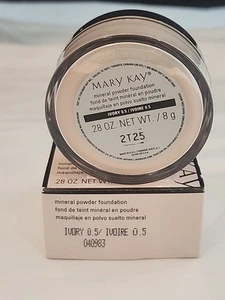 MARY KAY®
mineral powder foundation
fond de teint minéral en poudre
maquillaje en polvo suelto mineral
IVORY 0.5 / IVOIRE 0.5
.28 OZ. NET WT. / 8 g
2T25
.28 OZ. NET W
mineral powder foundation
fond de teint minéral en poudre
maquillaje en polvo suelto mineral
IVORY 0.5/ IVOIRE 0.5
040983